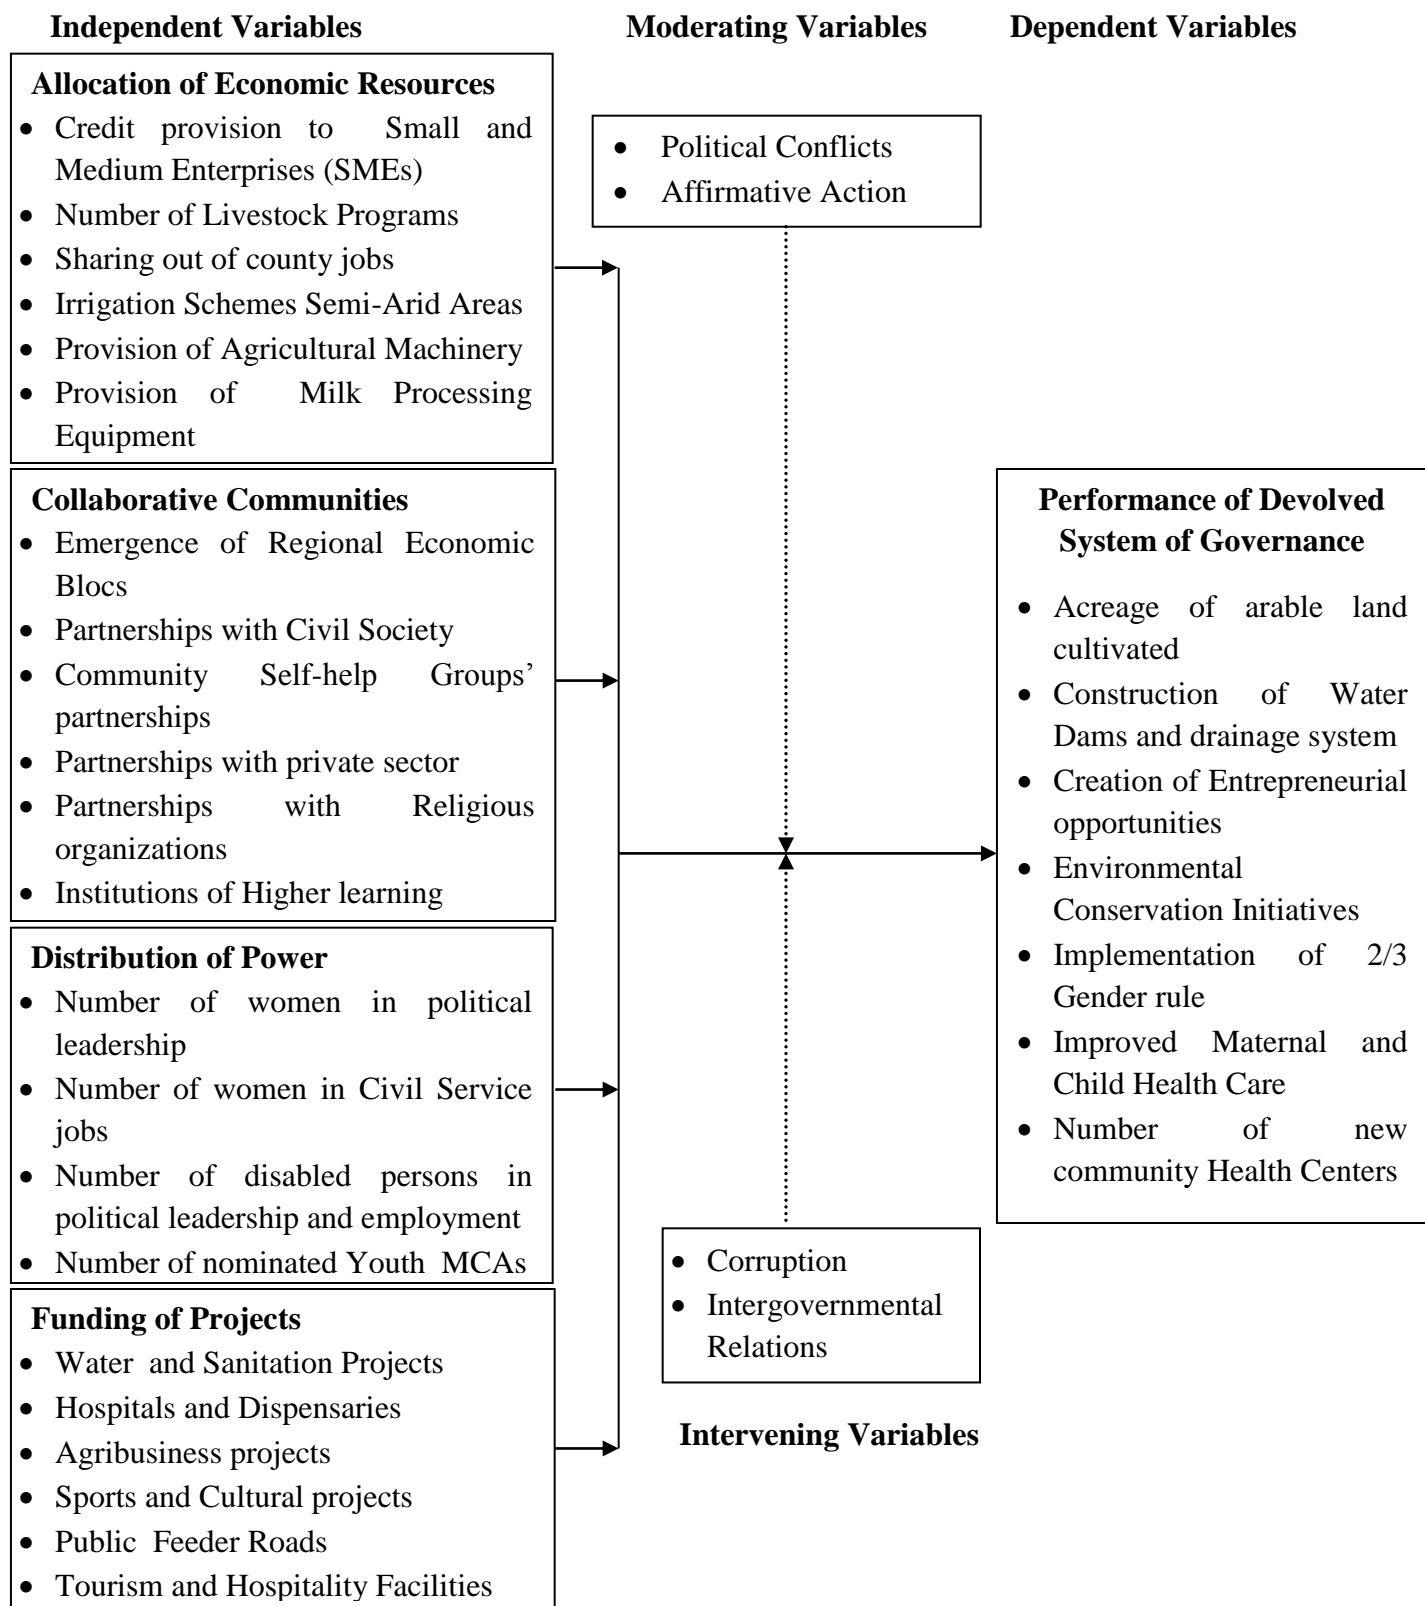 Independent Variables
Moderating Variables
Dependent Variables
Allocation of Economic Resources
• Credit provision to Small and
Medium Enterprises (SMEs)
• Number of Livestock Programs
• Sharing out of county jobs
• Irrigation Schemes Semi-Arid Areas
• Provision of Agricultural Machinery
• Provision of Milk Processing
Equipment
• Political Conflicts
• Affirmative Action
Collaborative Communities
• Emergence of Regional Economic
Blocs
• Partnerships with Civil Society
• Community Self-help Groups’
partnerships
• Partnerships with private sector
• Partnerships with Religious
organizations
• Institutions of Higher learning
Distribution of Power
• Number of women in political
leadership
• Number of women in Civil Service
jobs
• Number of disabled persons in
political leadership and employment
• Number of nominated Youth MCAs
Funding of Projects
• Water and Sanitation Projects
• Hospitals and Dispensaries
• Agribusiness projects
• Sports and Cultural projects
• Public Feeder Roads
• Tourism and Hospitality Facilities
• Corruption
• Intergovernmental
Relations
Intervening Variables
Performance of Devolved
System of Governance
• Acreage of arable land
cultivated
• Construction of Water
Dams and drainage system
• Creation of Entrepreneurial
opportunities
• Environmental
Conservation Initiatives
• Implementation of 2/3
Gender rule
• Improved Maternal and
Child Health Care
• Number of new
community Health Centers